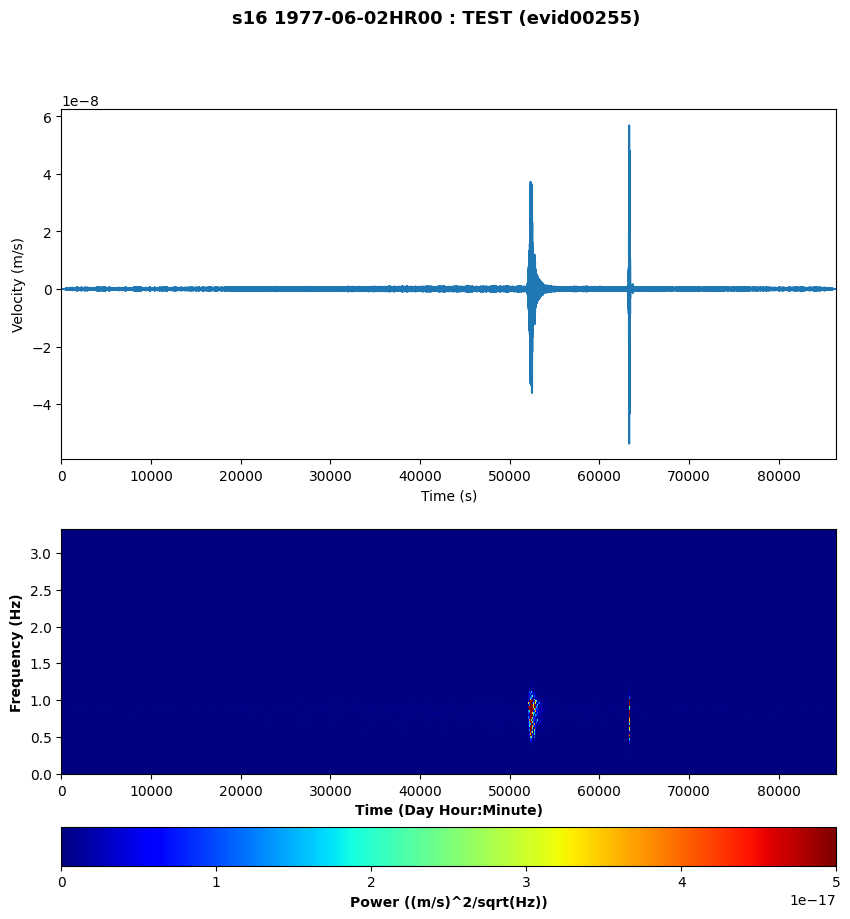 s16 1977-06-02HR00 : TEST (evid00255)
1e−8
6
4
2
0
−2
−4
Velocity (m/s)
0 10000 20000 30000 40000 50000 60000 70000 80000
Time (s)
3.0
2.5
2.0
1.5
1.0
0.5
0.0
Frequency (Hz)
0 10000 20000 30000 40000 50000 60000 70000 80000
Time (Day Hour:Minute)
0 1 2 3 4 5
1e−17
Power ((m/s)^2/sqrt(Hz))